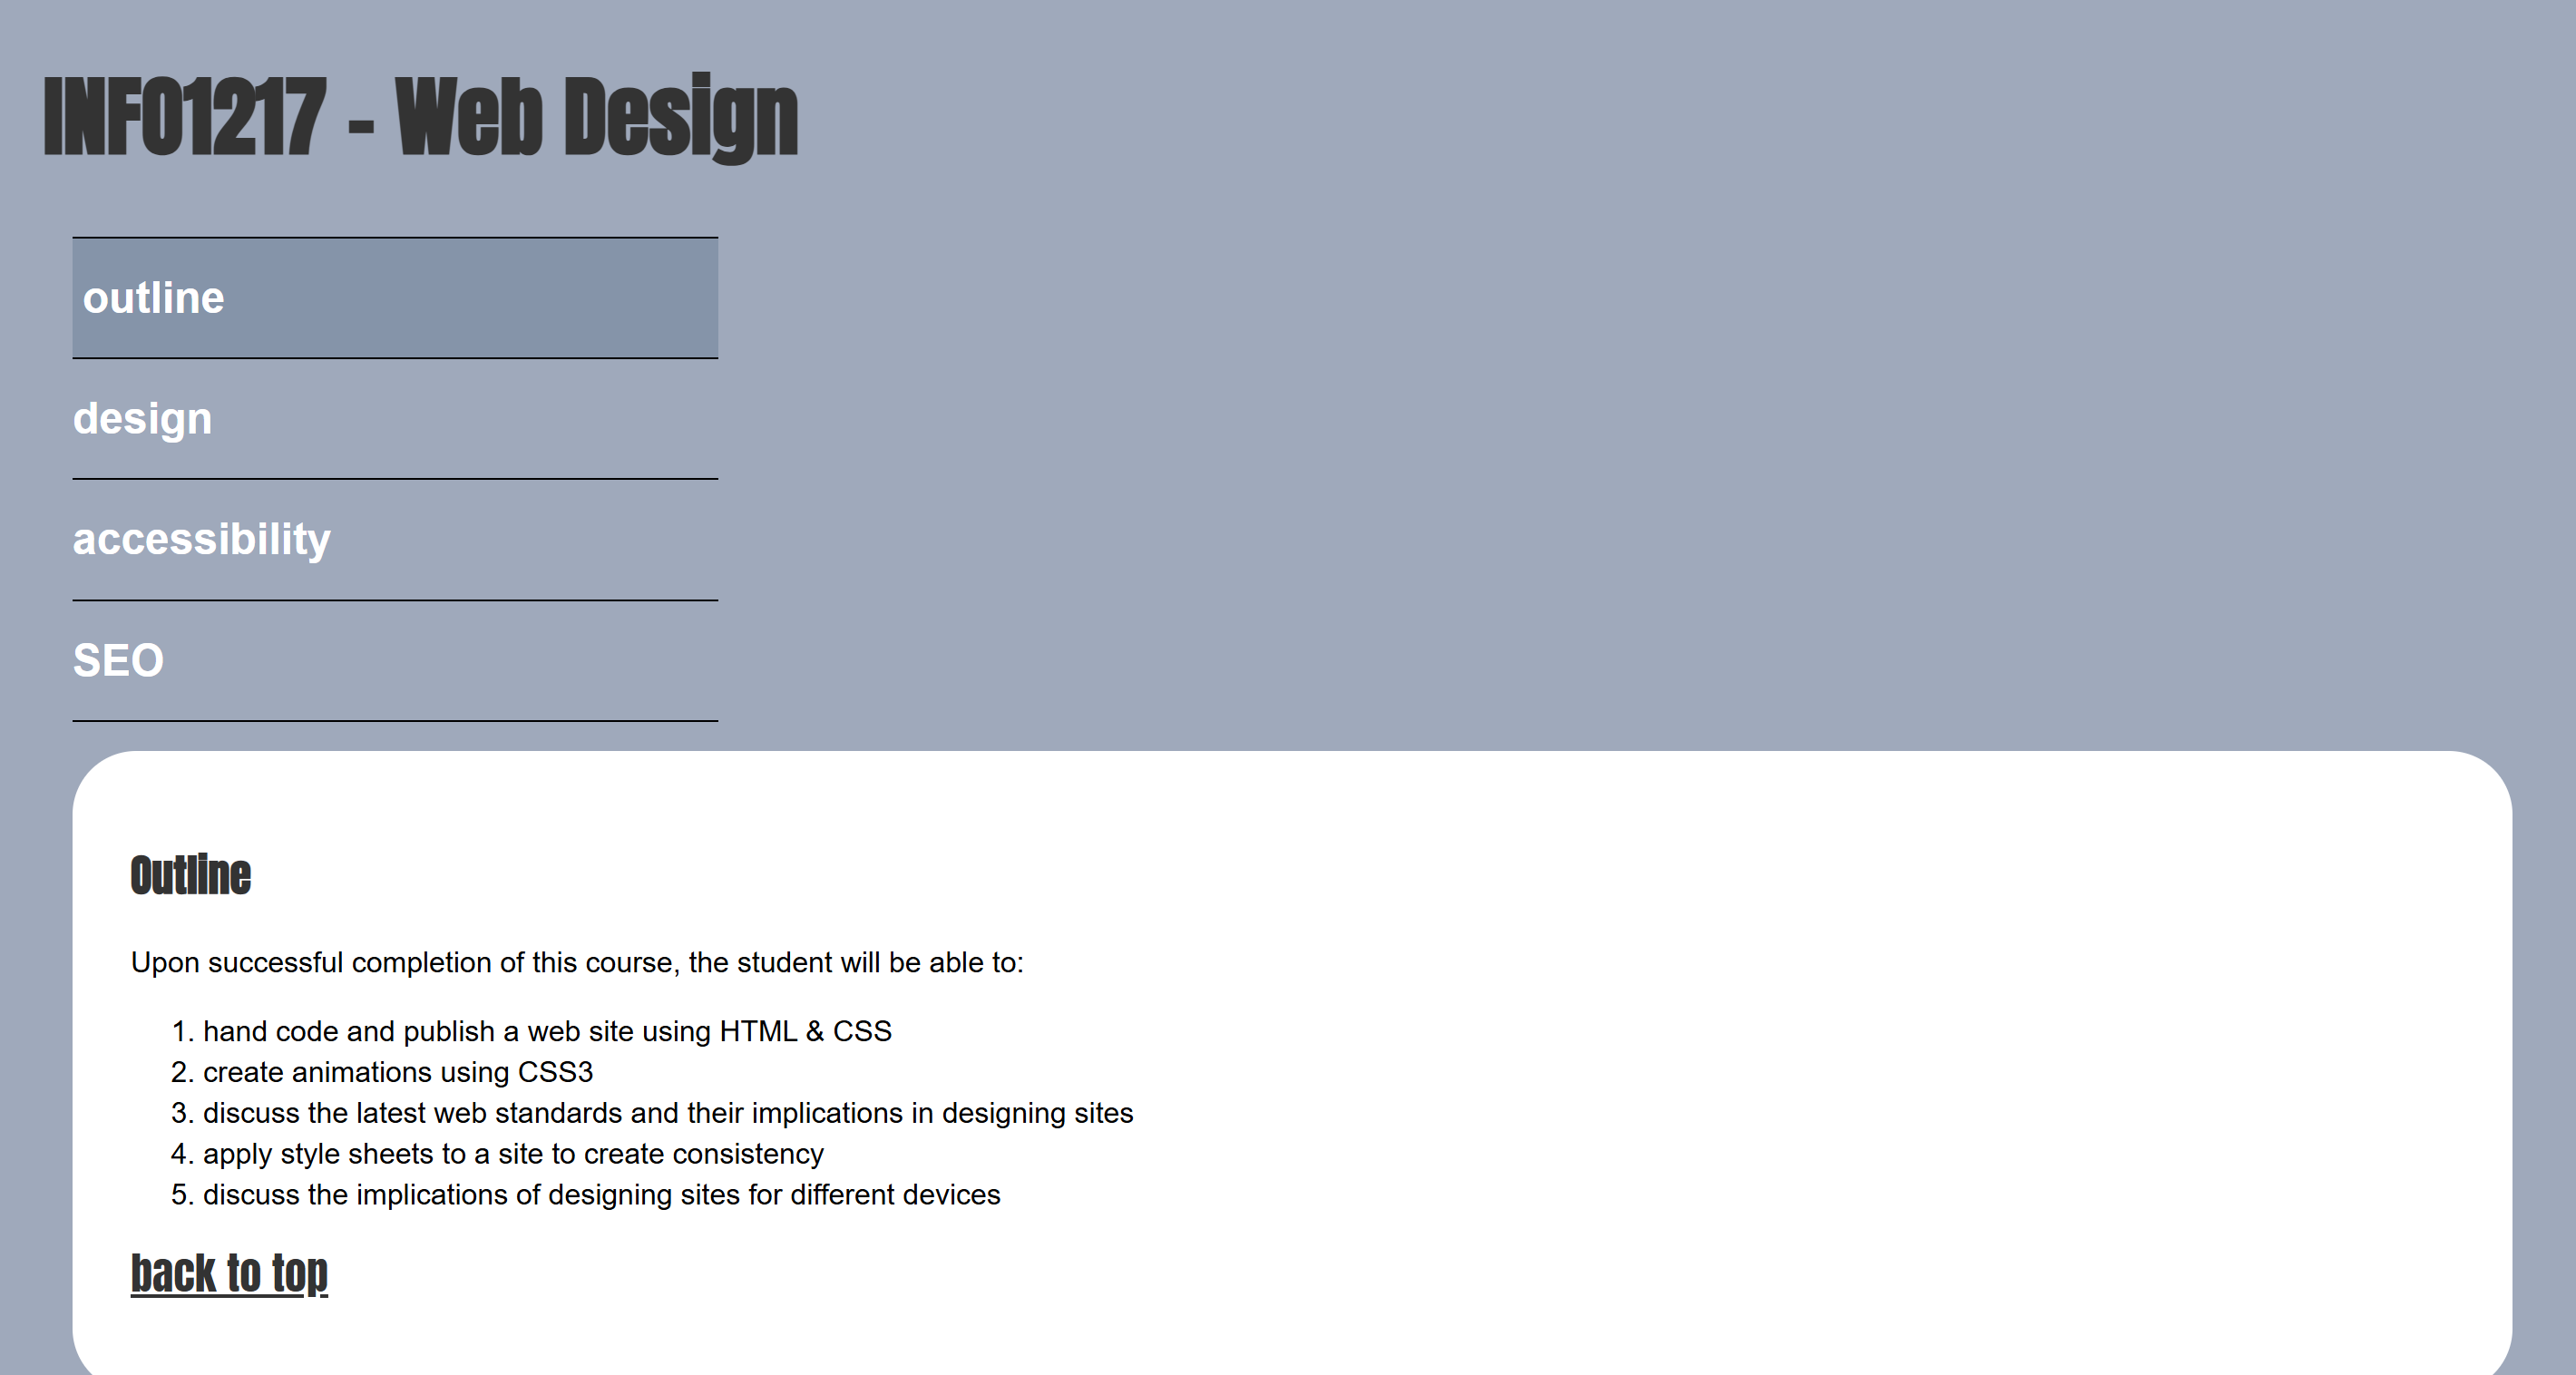 INFO1217 - Web Design
outline
design
accessibility
SEO
Outline
Upon successful completion of this course, the student will be able to:
1. hand code and publish a web site using HTML & CSS
2. create animations using CSS3
3. discuss the latest web standards and their implications in designing sites
4. apply style sheets to a site to create consistency
5. discuss the implications of designing sites for different devices
back to top